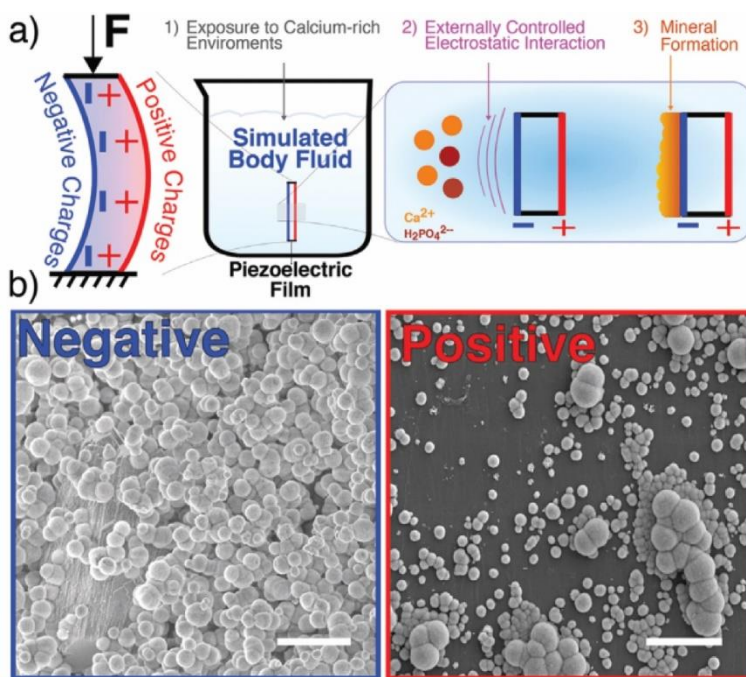 a)
F
Negative Charges
Positive Charges
1) Exposure to Calcium-rich
Enviroments
2) Externally Controlled
Electrostatic Interaction
3) Mineral
Formation
Simulated
Body Fluid
Piezoelectric
Film
Ca2+
H₂PO₄²⁻
b)
Negative
Positive